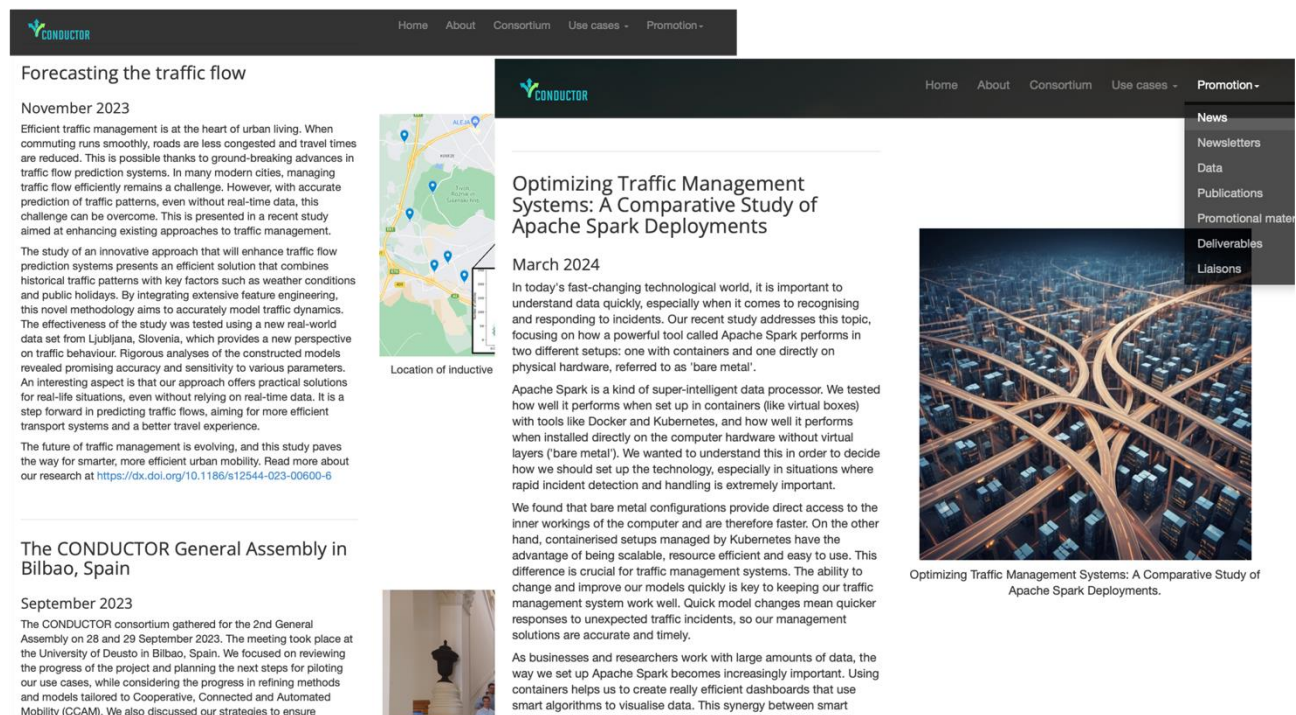 CONDUCTOR
Home About Consortium Use cases Promotion
Forecasting the traffic flow
November 2023
Efficient traffic management is at the heart of urban living. When
commuting runs smoothly, roads are less congested and travel times
are reduced. This is possible thanks to ground-breaking advances in
traffic flow prediction systems. In many modern cities, managing
traffic flow efficiently remains a challenge. However, with accurate
prediction of traffic patterns, even without real-time data, this
challenge can be overcome. This is presented in a recent study
aimed at enhancing existing approaches to traffic management.
The study of an innovative approach that will enhance traffic flow
prediction systems presents an efficient solution that combines
historical traffic patterns with key factors such as weather conditions
and public holidays. By integrating extensive feature engineering,
this novel methodology aims to accurately model traffic dynamics.
The effectiveness of the study was tested using a new real-world
data set from Ljubljana, Slovenia, which provides a new perspective
on traffic behaviour. Rigorous analyses of the constructed models
revealed promising accuracy and sensitivity to various parameters.
An interesting aspect is that our approach offers practical solutions
for real-life situations, even without relying on real-time data. It is a
step forward in predicting traffic flows, aiming for more efficient
transport systems and a better travel experience.
The future of traffic management is evolving, and this study paves
the way for smarter, more efficient urban mobility. Read more about
our research at https://dx.doi.org/10.1186/s12544-023-00600-6
ALEJA
Location of inductive
The CONDUCTOR General Assembly in
Bilbao, Spain
September 2023
The CONDUCTOR consortium gathered for the 2nd General
Assembly on 28 and 29 September 2023. The meeting took place at
the University of Deusto in Bilbao, Spain. We focused on reviewing
the progress of the project and planning the next steps for piloting
our use cases, while considering the progress in refining methods
and models tailored to Cooperative, Connected and Automated
Mobility (CCAM). We also discussed our strategies to ensure
CONDUCTOR
Home About Consortium Use cases Promotion
News
Newsletters
Data
Publications
Promotional mater
Deliverables
Liaisons
Optimizing Traffic Management
Systems: A Comparative Study of
Apache Spark Deployments
March 2024
In today's fast-changing technological world, it is important to
understand data quickly, especially when it comes to recognising
and responding to incidents. Our recent study addresses this topic,
focusing on how a powerful tool called Apache Spark performs in
two different setups: one with containers and one directly on
physical hardware, referred to as 'bare metal'.
Apache Spark is a kind of super-intelligent data processor. We tested
how well it performs when set up in containers (like virtual boxes)
with tools like Docker and Kubernetes, and how well it performs
when installed directly on the computer hardware without virtual
layers ('bare metal'). We wanted to understand this in order to decide
how we should set up the technology, especially in situations where
rapid incident detection and handling is extremely important.
We found that bare metal configurations provide direct access to the
inner workings of the computer and are therefore faster. On the other
hand, containerised setups managed by Kubernetes have the
advantage of being scalable, resource efficient and easy to use. This
difference is crucial for traffic management systems. The ability to
change and improve our models quickly is key to keeping our traffic
management system work well. Quick model changes mean quicker
responses to unexpected traffic incidents, so our management
solutions are accurate and timely.
As businesses and researchers work with large amounts of data, the
way we set up Apache Spark becomes increasingly important. Using
containers helps us to create really efficient dashboards that use
smart algorithms to visualise data. This synergy between smart
Optimizing Traffic Management Systems: A Comparative Study of
Apache Spark Deployments.